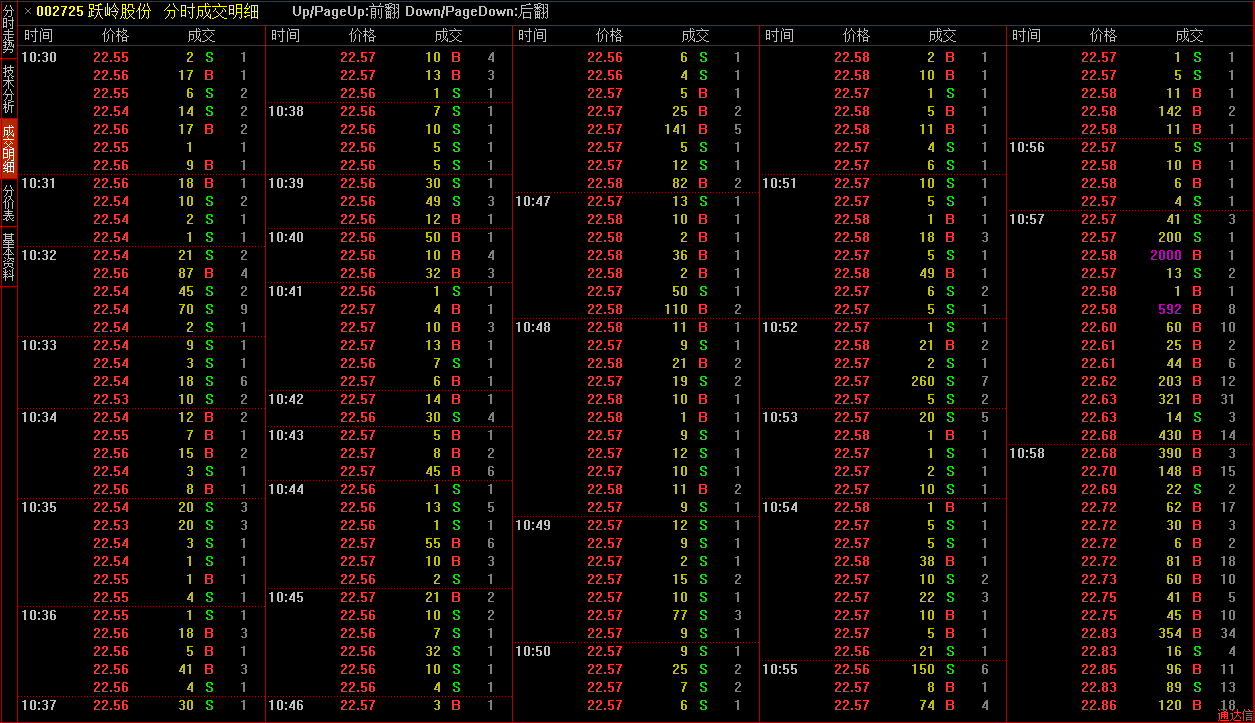 ×002725 跃岭股份 分时成交明细 Up/PageUp:前翻 Down/PageDown:后翻
分时走势
技术分析
成交明细
分价表
基本资料
时间 价格 成交
10:30 22.55 2 S 1
22.56 17 B 1
22.55 6 S 2
22.54 14 S 2
22.56 17 B 2
22.55 1 1
22.56 9 B 1
10:31 22.56 18 B 1
22.54 10 S 2
22.54 2 S 1
22.54 1 S 1
10:32 22.54 21 S 2
22.56 87 B 4
22.54 45 S 2
22.54 70 S 9
22.54 2 S 1
10:33 22.54 9 S 1
22.54 3 S 1
22.54 18 S 6
22.53 10 S 2
10:34 22.54 12 B 2
22.55 7 B 1
22.56 15 B 2
22.54 3 S 1
22.56 8 B 1
10:35 22.54 20 S 3
22.53 20 S 3
22.54 3 S 1
22.54 1 S 1
22.55 1 B 1
22.55 4 S 1
10:36 22.55 1 S 1
22.56 18 B 3
22.56 5 B 1
22.56 41 B 3
22.56 4 S 1
10:37 22.56 30 S 1
时间 价格 成交
22.57 10 B 4
22.57 13 B 3
22.56 1 S 1
10:38 22.56 7 S 1
22.56 10 S 1
22.56 5 S 1
22.56 5 S 1
10:39 22.56 30 S 1
22.56 49 S 3
22.56 12 B 1
10:40 22.56 50 B 1
22.56 10 B 4
22.56 32 B 3
10:41 22.56 1 S 1
22.57 4 B 1
22.57 10 B 3
22.57 13 B 1
22.56 7 S 1
22.57 6 B 1
10:42 22.57 14 B 1
22.56 30 S 4
10:43 22.57 5 B 1
22.57 8 B 2
22.57 45 B 6
10:44 22.56 1 S 1
22.56 13 S 5
22.56 1 S 1
22.57 55 B 6
22.57 10 B 3
22.56 2 S 1
10:45 22.57 21 B 2
22.56 10 S 2
22.56 7 S 1
22.56 32 S 1
22.56 10 S 1
22.56 4 S 1
10:46 22.57 3 B 1
时间 价格 成交
22.56 6 S 1
22.56 4 S 1
22.57 5 B 1
22.57 25 B 2
22.57 141 B 5
22.57 5 S 1
22.57 12 S 1
22.58 82 B 2
10:47 22.57 13 S 1
22.58 10 B 1
22.58 2 B 1
22.58 36 B 1
22.58 2 B 1
22.57 50 S 1
22.58 110 B 2
10:48 22.58 11 B 1
22.57 9 S 1
22.58 21 B 2
22.57 19 S 2
22.58 10 B 1
22.58 1 B 1
22.57 9 S 1
22.57 12 S 1
22.57 10 S 1
22.58 11 B 2
22.57 9 S 1
10:49 22.57 12 S 1
22.57 9 S 1
22.57 2 S 1
22.57 15 S 2
22.57 10 S 1
22.57 77 S 3
22.57 9 S 1
10:50 22.57 9 S 1
22.57 25 S 2
22.57 7 S 2
22.57 6 S 1
时间 价格 成交
22.58 2 B 1
22.58 10 B 1
22.57 1 S 1
22.58 5 B 1
22.58 11 B 1
22.57 4 S 1
22.57 6 S 1
10:51 22.57 10 S 1
22.57 5 S 1
22.58 1 B 1
22.58 18 B 3
22.57 5 S 1
22.58 49 B 1
22.57 6 S 2
22.57 5 S 1
10:52 22.57 1 S 1
22.58 21 B 2
22.57 2 S 1
22.57 260 S 7
22.57 5 S 2
10:53 22.57 20 S 5
22.58 1 B 1
22.57 1 S 1
22.57 2 S 1
22.57 10 S 1
10:54 22.58 1 B 1
22.57 5 S 1
22.57 5 S 1
22.58 38 B 1
22.57 10 S 2
22.57 22 S 3
22.57 10 B 1
22.57 5 B 1
22.56 21 S 1
10:55 22.56 150 S 6
22.57 8 B 1
22.57 74 B 4
时间 价格 成交
22.57 1 S 1
22.57 5 S 1
22.58 11 B 1
22.58 142 B 2
22.58 11 B 1
10:56 22.57 5 S 1
22.58 10 B 1
22.58 6 B 1
22.57 4 S 1
10:57 22.57 41 S 3
22.57 200 S 1
22.58 2000 B 1
22.57 13 S 2
22.58 1 B 1
22.58 592 B 8
22.60 60 B 10
22.61 25 B 2
22.61 44 B 6
22.62 203 B 12
22.63 321 B 31
22.63 14 S 3
22.68 430 B 14
10:58 22.68 390 B 3
22.70 148 B 15
22.69 22 S 2
22.72 62 B 17
22.72 30 B 3
22.72 6 B 2
22.72 81 B 18
22.73 60 B 10
22.75 41 B 5
22.75 45 B 10
22.83 354 B 34
22.83 16 S 4
22.85 96 B 11
22.83 89 S 13
22.86 120 B 18
通达信